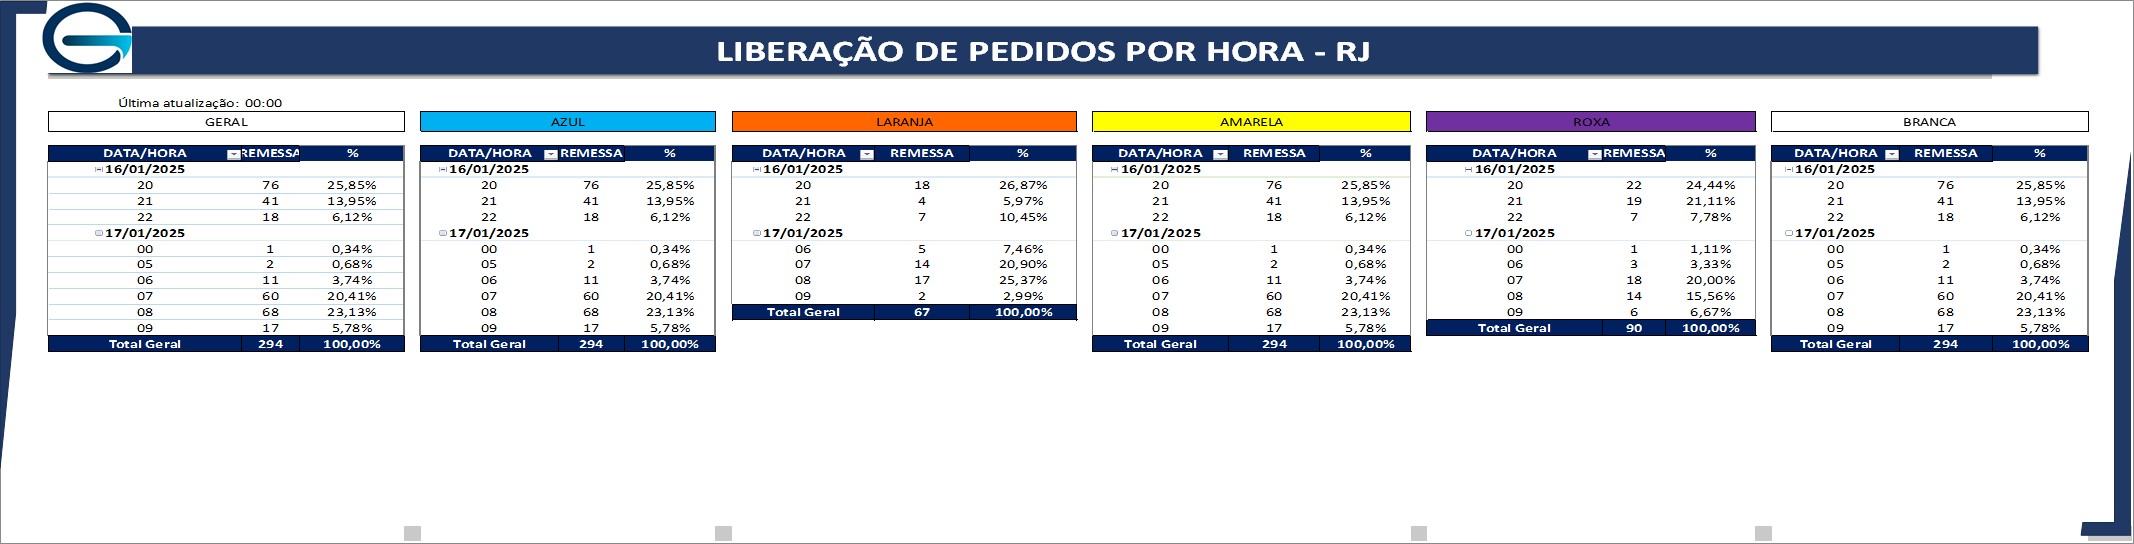 LIBERAÇÃO DE PEDIDOS POR HORA - RJ
Última atualização: 00:00
GERAL
DATA/HORA REMESSA %
16/01/2025
20 76 25,85%
21 41 13,95%
22 18 6,12%
17/01/2025
00 1 0,34%
05 2 0,68%
06 11 3,74%
07 60 20,41%
08 68 23,13%
09 17 5,78%
Total Geral 294 100,00%
AZUL
DATA/HORA REMESSA %
16/01/2025
20 76 25,85%
21 41 13,95%
22 18 6,12%
17/01/2025
00 1 0,34%
05 2 0,68%
06 11 3,74%
07 60 20,41%
08 68 23,13%
09 17 5,78%
Total Geral 294 100,00%
LARANJA
DATA/HORA REMESSA %
16/01/2025
20 18 26,87%
21 4 5,97%
22 7 10,45%
17/01/2025
06 5 7,46%
07 14 20,90%
08 17 25,37%
09 2 2,99%
Total Geral 67 100,00%
AMARELA
DATA/HORA REMESSA %
16/01/2025
20 76 25,85%
21 41 13,95%
22 18 6,12%
17/01/2025
00 1 0,34%
05 2 0,68%
06 11 3,74%
07 60 20,41%
08 68 23,13%
09 17 5,78%
Total Geral 294 100,00%
ROXA
DATA/HORA REMESSA %
16/01/2025
20 22 24,44%
21 19 21,11%
22 7 7,78%
17/01/2025
00 1 1,11%
06 3 3,33%
07 18 20,00%
08 14 15,56%
09 6 6,67%
Total Geral 90 100,00%
BRANCA
DATA/HORA REMESSA %
16/01/2025
20 76 25,85%
21 41 13,95%
22 18 6,12%
17/01/2025
00 1 0,34%
05 2 0,68%
06 11 3,74%
07 60 20,41%
08 68 23,13%
09 17 5,78%
Total Geral 294 100,00%